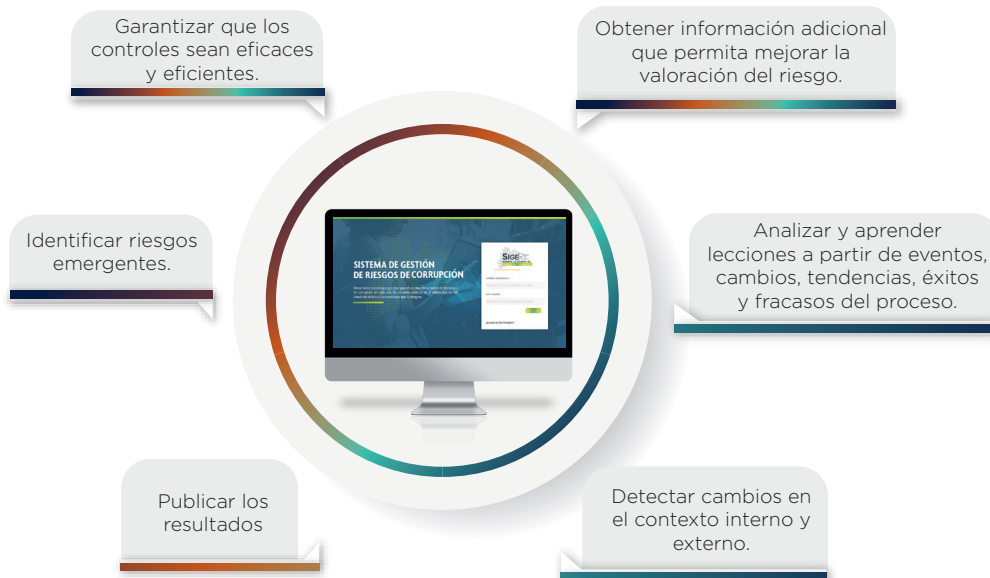 Garantizar que los
controles sean eficaces
y eficientes.
Obtener información adicional
que permita mejorar la
valoración del riesgo.
Identificar riesgos
emergentes.
SISTEMA DE GESTIÓN
DE RIESGOS DE CORRUPCIÓN
SIGERIC
Analizar y aprender
lecciones a partir de eventos,
cambios, tendencias, éxitos
y fracasos del proceso.
Publicar los
resultados
Detectar cambios en
el contexto interno y
externo.